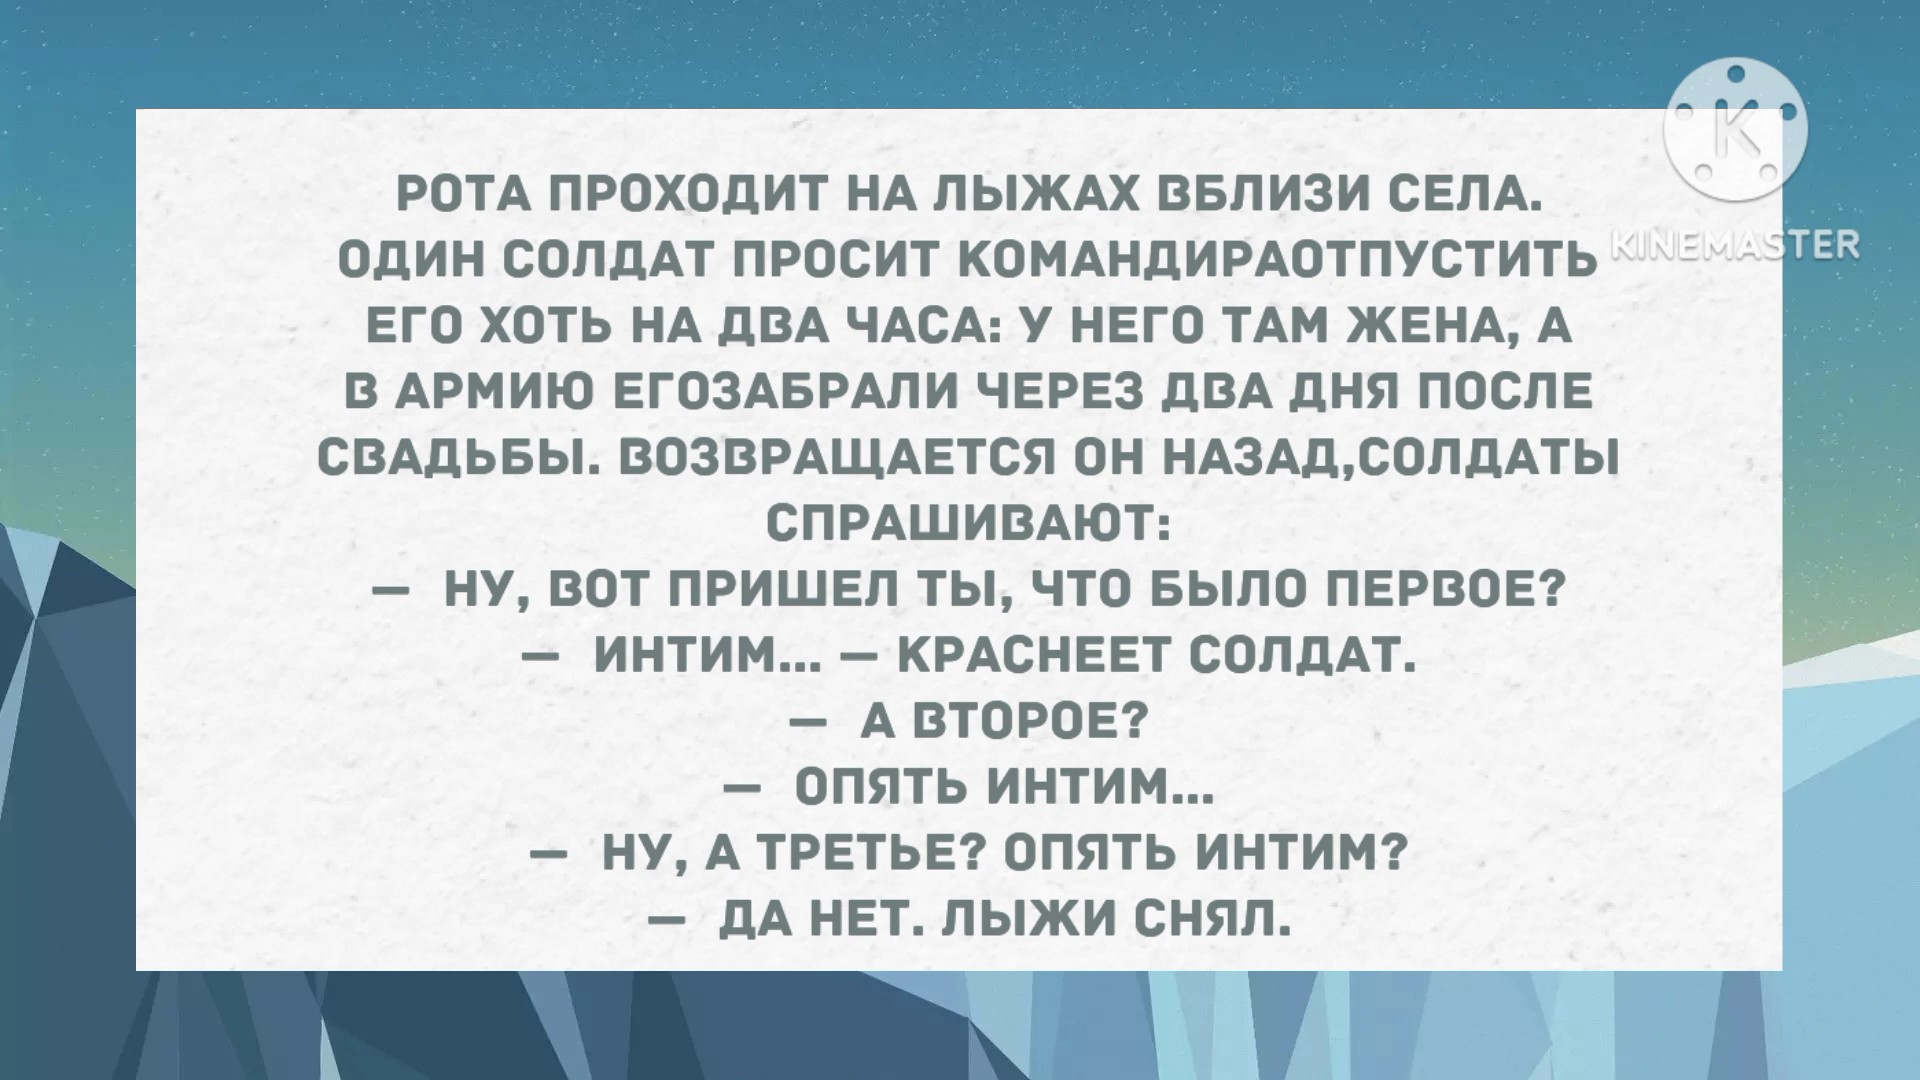 РОТА ПРОХОДИТ НА ЛЫЖАХ ВБЛИЗИ СЕЛА.
ОДИН СОЛДАТ ПРОСИТ КОМАНДИРАОТПУСТИТЬ
ЕГО ХОТЬ НА ДВА ЧАСА: У НЕГО ТАМ ЖЕНА, А
В АРМИЮ ЕГОЗАБРАЛИ ЧЕРЕЗ ДВА ДНЯ ПОСЛЕ
СВАДЬБЫ. ВОЗВРАЩАЕТСЯ ОН НАЗАД,СОЛДАТЫ
СПРАШИВАЮТ:
— НУ, ВОТ ПРИШЕЛ ТЫ, ЧТО БЫЛО ПЕРВОЕ?
— ИНТИМ... — КРАСНЕЕТ СОЛДАТ.
— А ВТОРОЕ?
— ОПЯТЬ ИНТИМ...
— НУ, А ТРЕТЬЕ? ОПЯТЬ ИНТИМ?
— ДА НЕТ. ЛЫЖИ СНЯЛ.
K
KINEMASTER